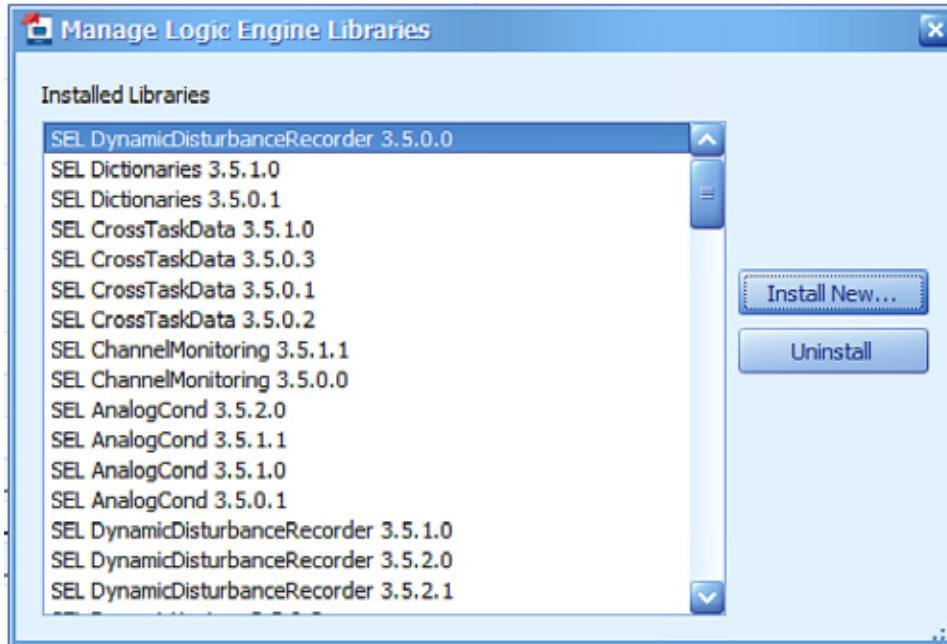 Manage Logic Engine Libraries
Installed Libraries
SEL DynamicDisturbanceRecorder 3.5.0.0
SEL Dictionaries 3.5.1.0
SEL Dictionaries 3.5.0.1
SEL CrossTaskData 3.5.1.0
SEL CrossTaskData 3.5.0.3
SEL CrossTaskData 3.5.0.1
SEL CrossTaskData 3.5.0.2
SEL ChannelMonitoring 3.5.1.1
SEL ChannelMonitoring 3.5.0.0
SEL AnalogCond 3.5.2.0
SEL AnalogCond 3.5.1.1
SEL AnalogCond 3.5.1.0
SEL AnalogCond 3.5.0.1
SEL DynamicDisturbanceRecorder 3.5.1.0
SEL DynamicDisturbanceRecorder 3.5.2.0
SEL DynamicDisturbanceRecorder 3.5.2.1
Install New...
Uninstall